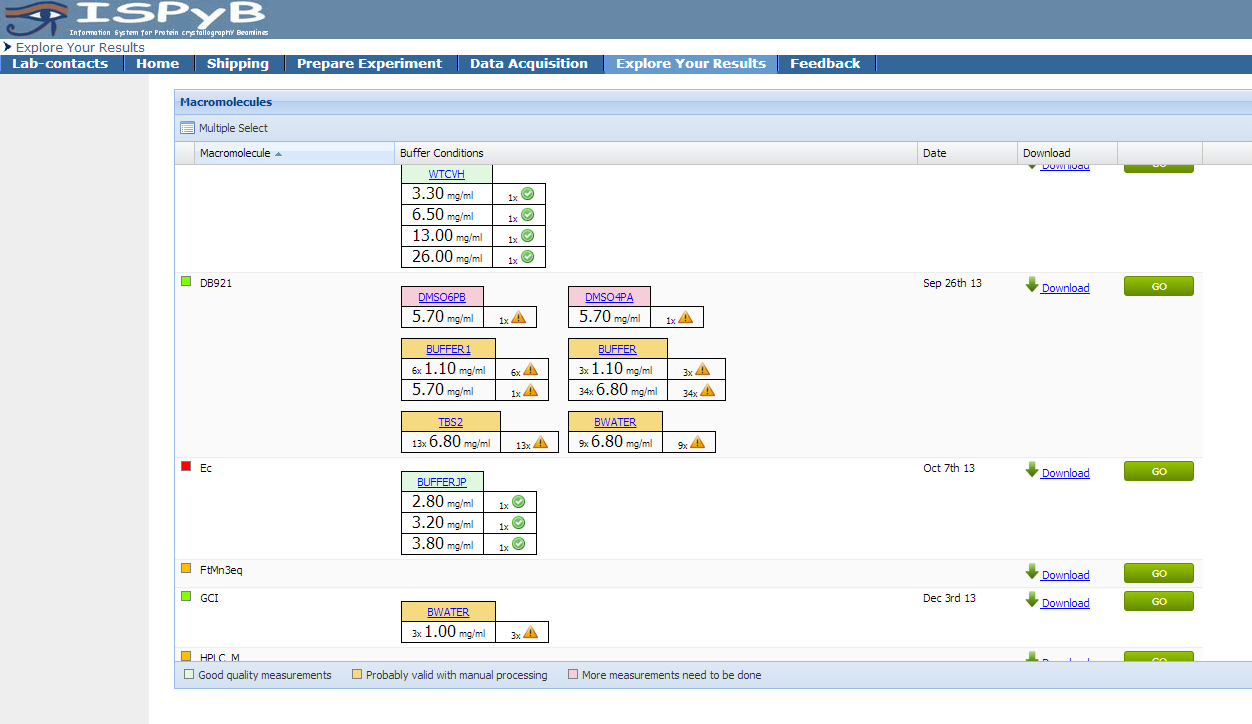 ISPyB
Information System for Protein crystallographY Beamlines
Explore Your Results
Lab-contacts Home Shipping Prepare Experiment Data Acquisition Explore Your Results Feedback
Macromolecules
Multiple Select
Macromolecule Buffer Conditions Date Download
WTCVH Download GO
3.30 mg/ml 1x
6.50 mg/ml 1x
13.00 mg/ml 1x
26.00 mg/ml 1x
DB921 Sep 26th 13 Download GO
DMSO6PB DMSO4PA
5.70 mg/ml 1x 5.70 mg/ml 1x
BUFFER1 BUFFER
6x 1.10 mg/ml 6x 3x 1.10 mg/ml 3x
5.70 mg/ml 1x 34x 6.80 mg/ml 34x
TBS2 BWATER
13x 6.80 mg/ml 13x 9x 6.80 mg/ml 9x
Ec Oct 7th 13 Download GO
BUFFERJP
2.80 mg/ml 1x
3.20 mg/ml 1x
3.80 mg/ml 1x
FtMn3eq Download GO
GCI Dec 3rd 13 Download GO
BWATER
3x 1.00 mg/ml 3x
HPLC_M Download GO
Good quality measurements Probably valid with manual processing More measurements need to be done